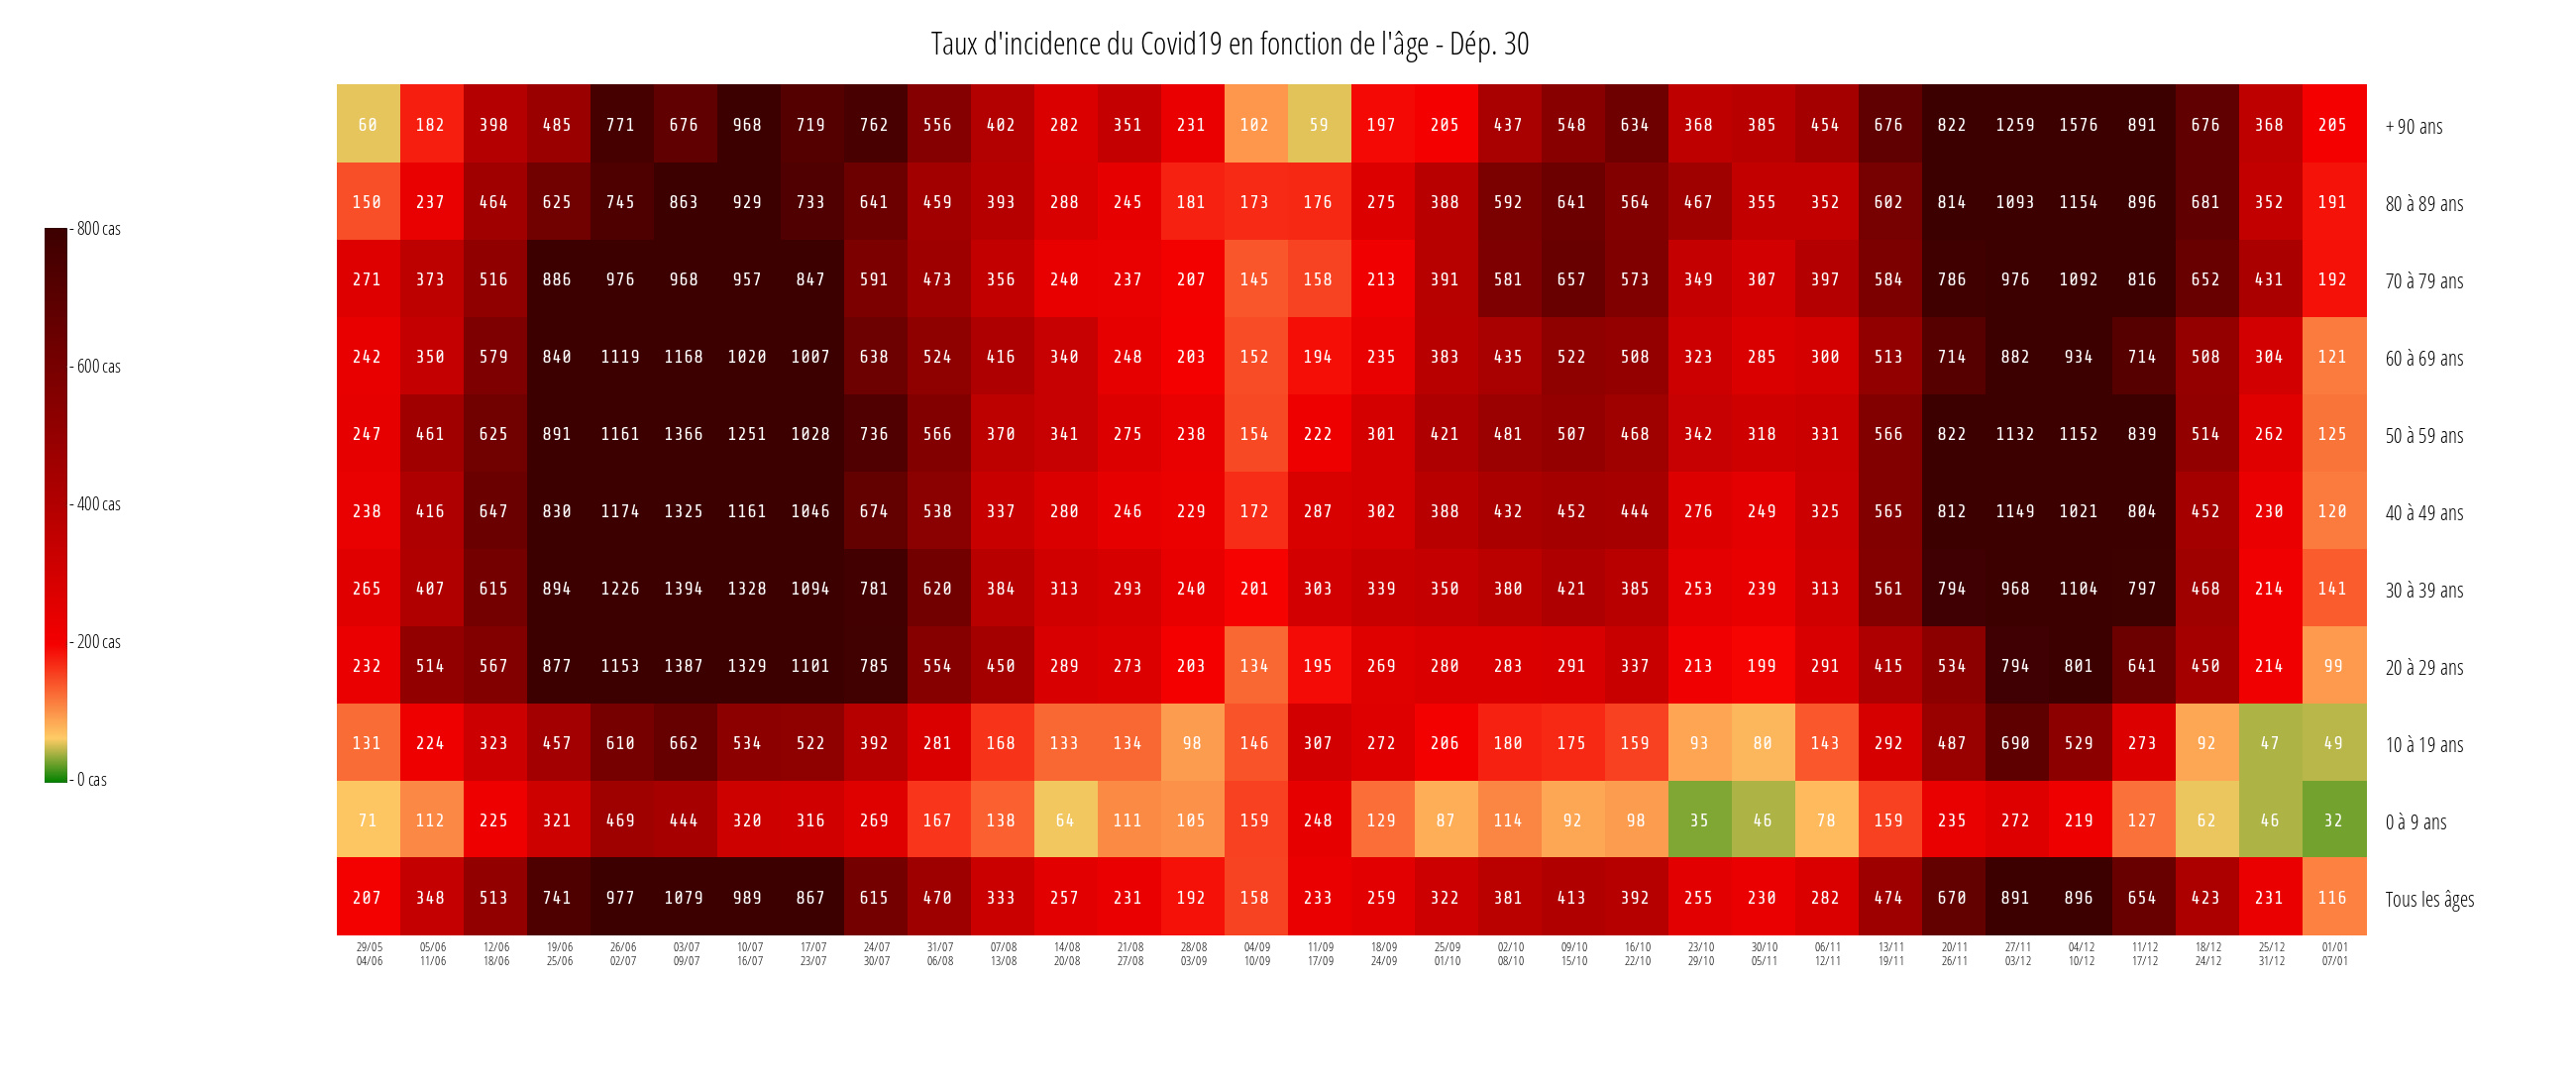 Taux d'incidence du Covid19 en fonction de l'âge - Dép. 30
- 800 cas
- 600 cas
- 400 cas
- 200 cas
- 0 cas
60 182 398 485 771 676 968 719 762 556 402 282 351 231 102 59 197 205 437 548 634 368 385 454 676 822 1259 1576 891 676 368 205 + 90 ans
150 237 464 625 745 863 929 733 641 459 393 288 245 181 173 176 275 388 592 641 564 467 355 352 602 814 1093 1154 896 681 352 191 80 à 89 ans
271 373 516 886 976 968 957 847 591 473 356 240 237 207 145 158 213 391 581 657 573 349 307 397 584 786 976 1092 816 652 431 192 70 à 79 ans
242 350 579 840 1119 1168 1020 1007 638 524 416 340 248 203 152 194 235 383 435 522 508 323 285 300 513 714 882 934 714 508 304 121 60 à 69 ans
247 461 625 891 1161 1366 1251 1028 736 566 370 341 275 238 154 222 301 421 481 507 468 342 318 331 566 822 1132 1152 839 514 262 125 50 à 59 ans
238 416 647 830 1174 1325 1161 1046 674 538 337 280 246 229 172 287 302 388 432 452 444 276 249 325 565 812 1149 1021 804 452 230 120 40 à 49 ans
265 407 615 894 1226 1394 1328 1094 781 620 384 313 293 240 201 303 339 350 380 421 385 253 239 313 561 794 968 1104 797 468 214 141 30 à 39 ans
232 514 567 877 1153 1387 1329 1101 785 554 450 289 273 203 134 195 269 280 283 291 337 213 199 291 415 534 794 801 641 450 214 99 20 à 29 ans
131 224 323 457 610 662 534 522 392 281 168 133 134 98 146 307 272 206 180 175 159 93 80 143 292 487 690 529 273 92 47 49 10 à 19 ans
71 112 225 321 469 444 320 316 269 167 138 64 111 105 159 248 129 87 114 92 98 35 46 78 159 235 272 219 127 62 46 32 0 à 9 ans
207 348 513 741 977 1079 989 867 615 470 333 257 231 192 158 233 259 322 381 413 392 255 230 282 474 670 891 896 654 423 231 116 Tous les âges
29/05 05/06 12/06 19/06 26/06 03/07 10/07 17/07 24/07 31/07 07/08 14/08 21/08 28/08 04/09 11/09 18/09 25/09 02/10 09/10 16/10 23/10 30/10 06/11 13/11 20/11 27/11 04/12 11/12 18/12 25/12 01/01
04/06 11/06 18/06 25/06 02/07 09/07 16/07 23/07 30/07 06/08 13/08 20/08 27/08 03/09 10/09 17/09 24/09 01/10 08/10 15/10 22/10 29/10 05/11 12/11 19/11 26/11 03/12 10/12 17/12 24/12 31/12 07/01